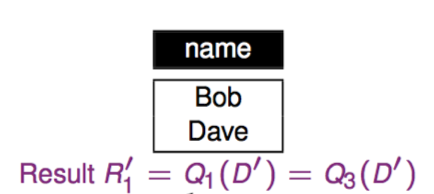 name
Bob
Dave
Result R′₁ = Q₁(D′) = Q₃(D′)